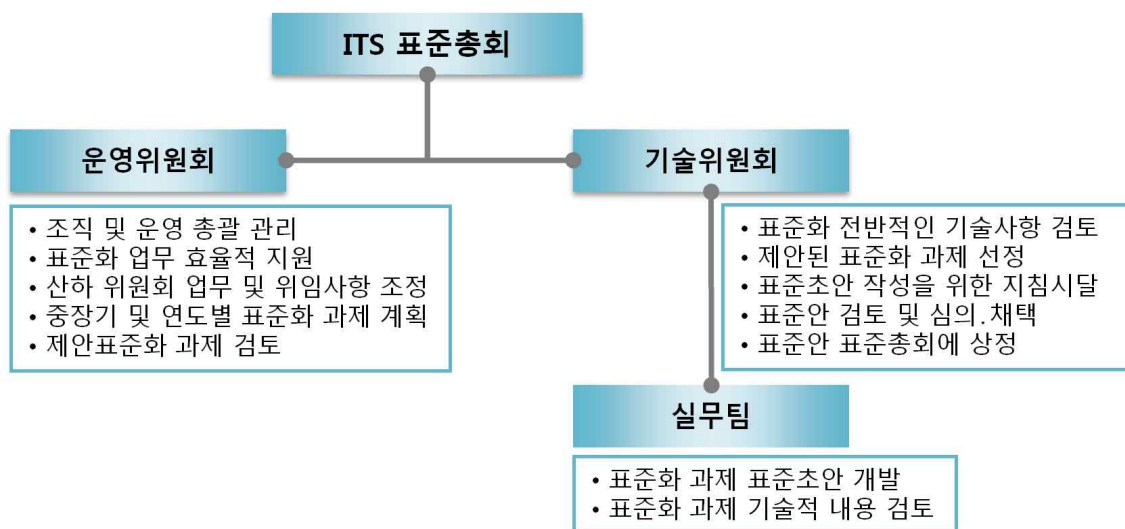 ITS 표준총회
운영위원회
• 조직 및 운영 총괄 관리
• 표준화 업무 효율적 지원
• 산하 위원회 업무 및 위임사항 조정
• 중장기 및 연도별 표준화 과제 계획
• 제안표준화 과제 검토
기술위원회
• 표준화 전반적인 기술사항 검토
• 제안된 표준화 과제 선정
• 표준초안 작성을 위한 지침시달
• 표준안 검토 및 심의.채택
• 표준안 표준총회에 상정
실무팀
• 표준화 과제 표준초안 개발
• 표준화 과제 기술적 내용 검토